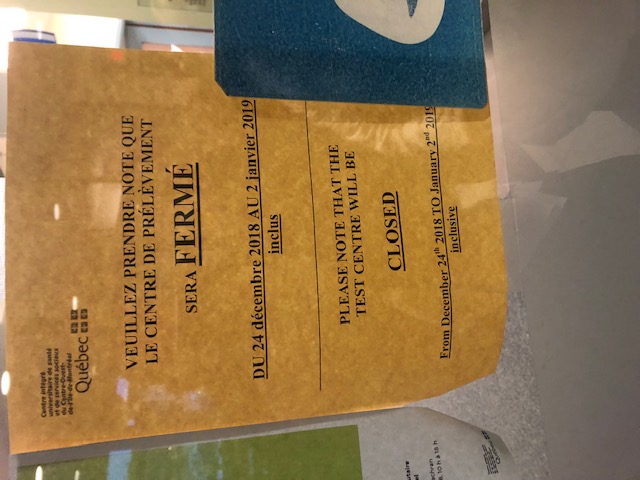 Centre intégré
universitaire de santé
et de services sociaux
du Centre-Ouest-
de-l'Île-de-Montréal
Québec
VEUILLEZ PRENDRE NOTE QUE
LE CENTRE DE PRÉLÈVEMENT
SERA FERMÉ
DU 24 décembre 2018 AU 2 janvier 2019
inclus
PLEASE NOTE THAT THE
TEST CENTRE WILL BE
CLOSED
From December 24th 2018 TO January 2nd 2019
inclusive
10 h à 18 h